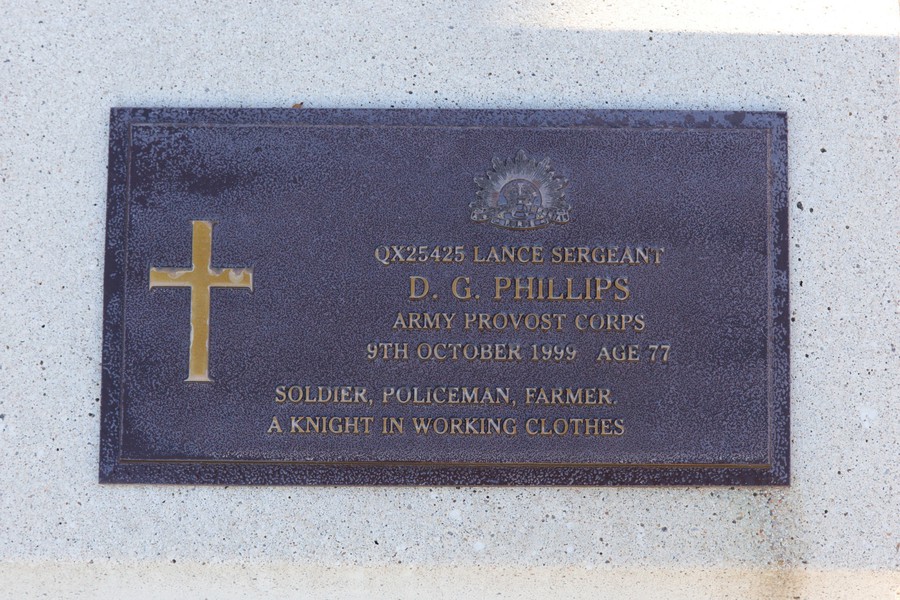 QX25425 LANCE SERGEANT
D. G. PHILLIPS
ARMY PROVOST CORPS
9TH OCTOBER 1999 AGE 77
SOLDIER, POLICEMAN, FARMER.
A KNIGHT IN WORKING CLOTHES